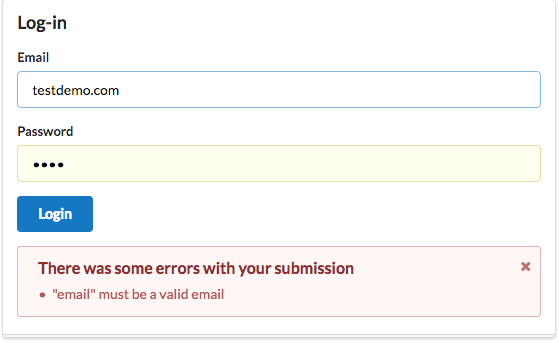 Log-in
Email
testdemo.com
Password
••••
Login
There was some errors with your submission
• "email" must be a valid email